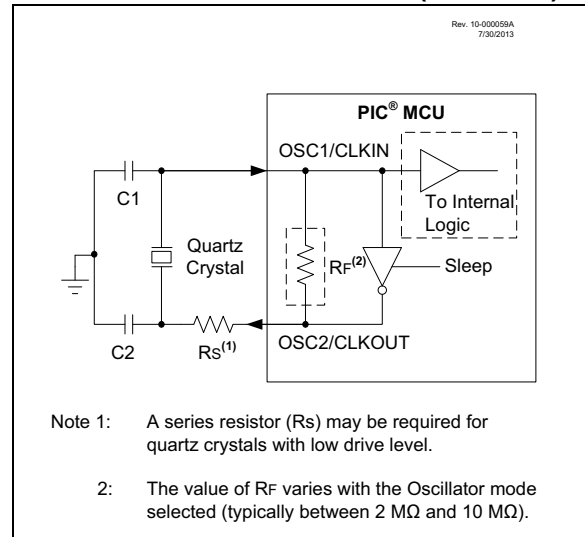 Rev. 10-000059A
7/30/2013
PIC® MCU
OSC1/CLKIN
C1
To Internal
Logic
Quartz
Crystal
RF(2)
Sleep
C2
RS(1)
OSC2/CLKOUT
Note 1: A series resistor (Rs) may be required for
quartz crystals with low drive level.
2: The value of RF varies with the Oscillator mode
selected (typically between 2 MΩ and 10 MΩ).